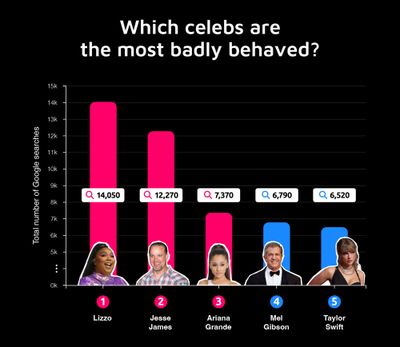 Which celebs are
the most badly behaved?
Total number of Google searches
15k
14k
13k
12k
11k
10k
9k
8k
7k
6k
5k
0k
14,050
12,270
7,370
6,790
6,520
1
2
3
4
5
Lizzo
Jesse
James
Ariana
Grande
Mel
Gibson
Taylor
Swift